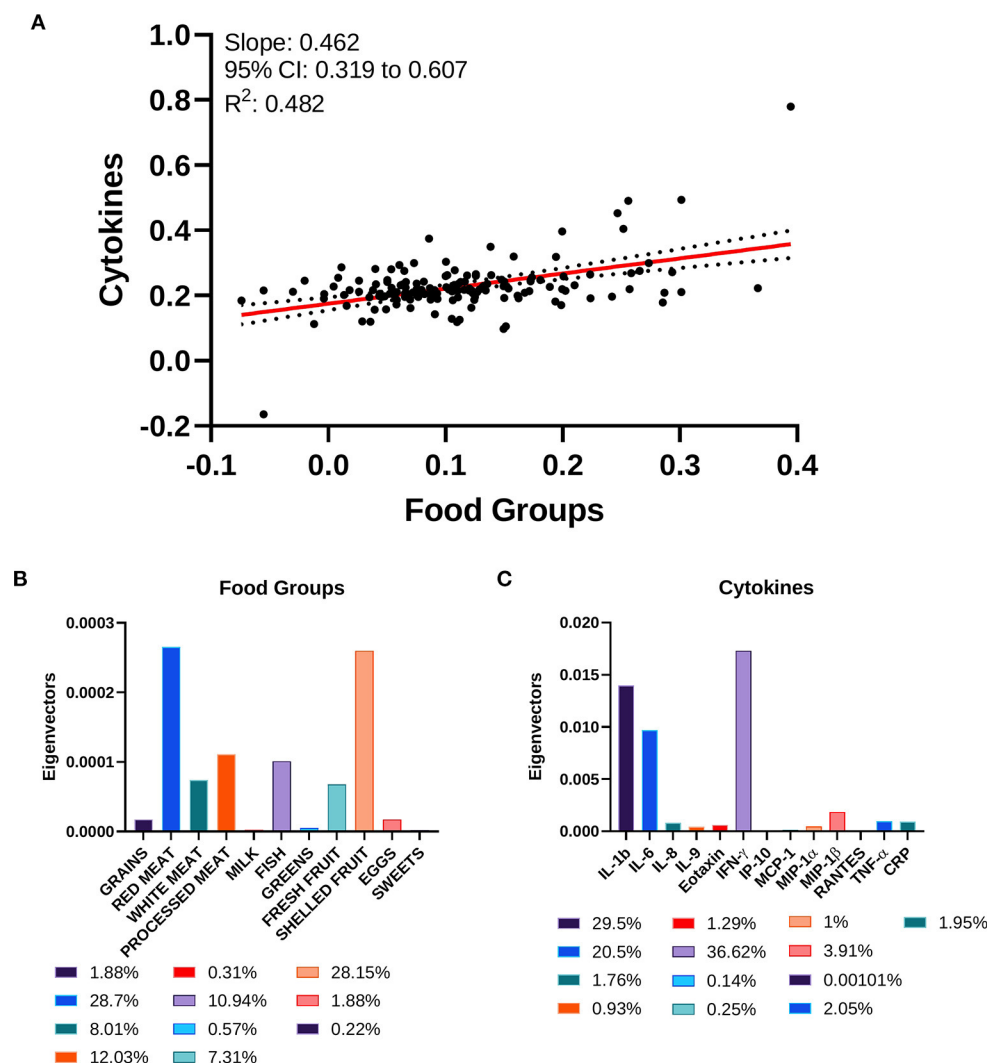 A
Slope: 0.462
95% CI: 0.319 to 0.607
R2: 0.482
1.0
0.8
0.6
0.4
0.2
0.0
-0.2
Cytokines
-0.1 0.0 0.1 0.2 0.3 0.4
Food Groups
B
Food Groups
0.0003
0.0002
0.0001
0.0000
Eigenvectors
GRAINS
RED MEAT
WHITE MEAT
PROCESSED MEAT
MILK
FISH
GREENS
FRESH FRUIT
SHELLED FRUIT
EGGS
SWEETS
1.88% 0.31% 28.15%
28.7% 10.94% 1.88%
8.01% 0.57% 0.22%
12.03% 7.31%
C
Cytokines
0.020
0.015
0.010
0.005
0.000
Eigenvectors
IL-1b
IL-6
IL-8
IL-9
Eotaxin
IFN-γ
IP-10
MCP-1
MIP-1α
MIP-1β
RANTES
TNF-α
CRP
29.5% 1.29% 1% 1.95%
20.5% 36.62% 3.91%
1.76% 0.14% 0.00101%
0.93% 0.25% 2.05%